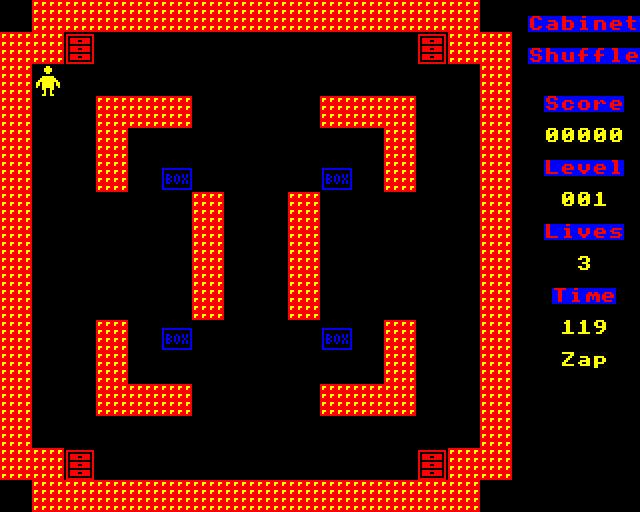 Cabinet
Shuffle
Score
00000
BOX BOX
Level
001
Lives
3
Time
119
BOX BOX
Zap